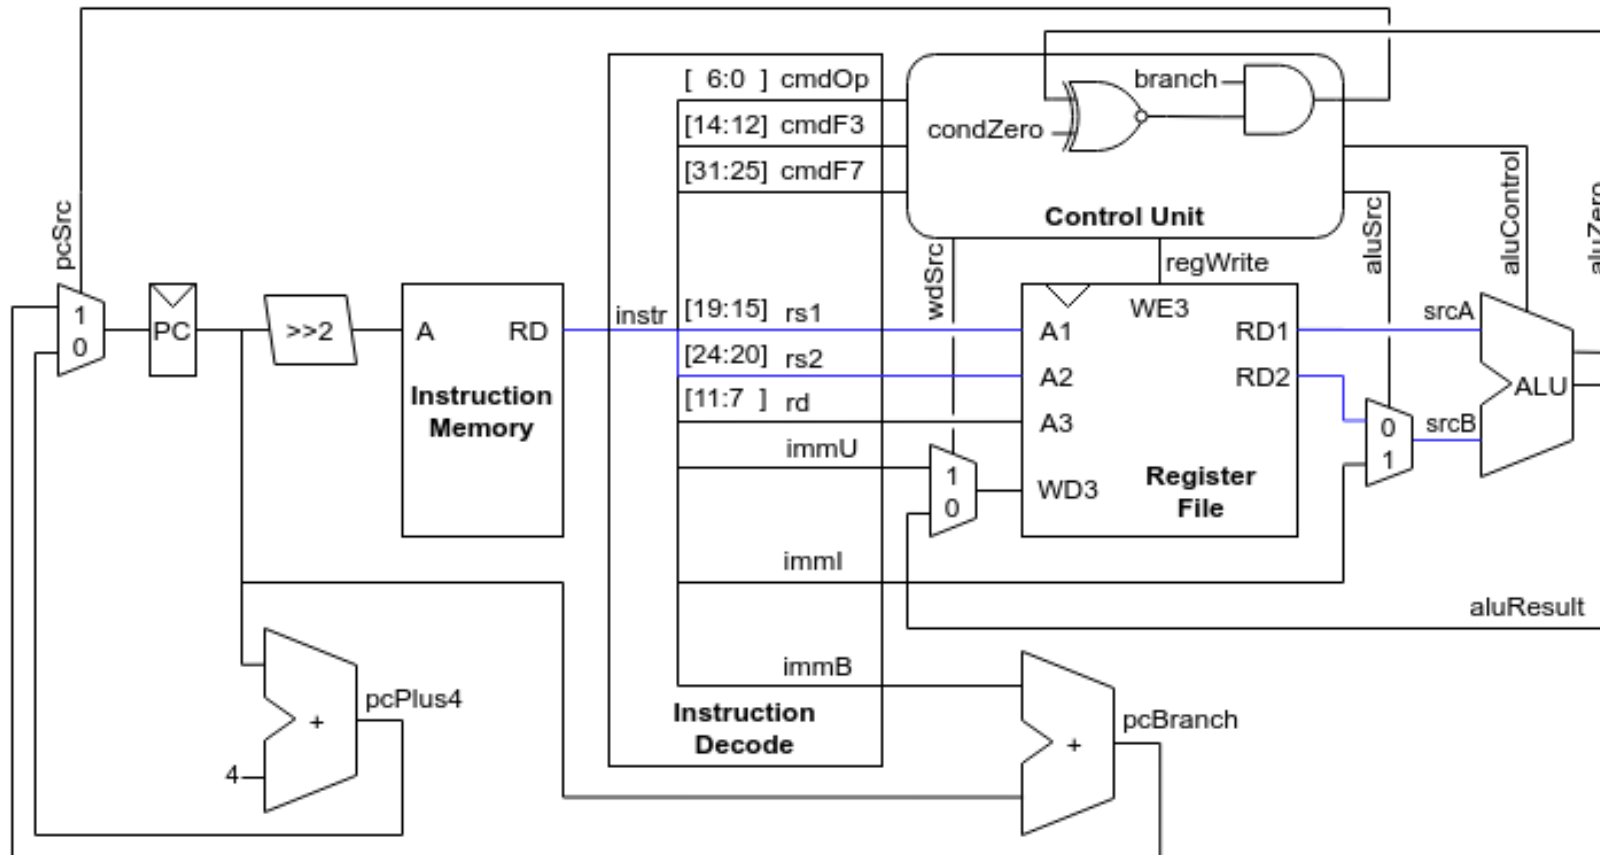 [ 6:0 ] cmdOp
branch
[14:12] cmdF3
condZero
[31:25] cmdF7
Control Unit
pcSrc
wdSrc
regWrite
aluSrc
aluControl
aluZero
1
0
PC
>>2
A
RD
Instruction
Memory
instr
[19:15] rs1
[24:20] rs2
[11:7 ] rd
immU
1
0
A1
A2
A3
WD3
WE3
RD1
RD2
Register
File
srcA
srcB
0
1
ALU
immI
aluResult
immB
Instruction
Decode
pcPlus4
+
4
pcBranch
+